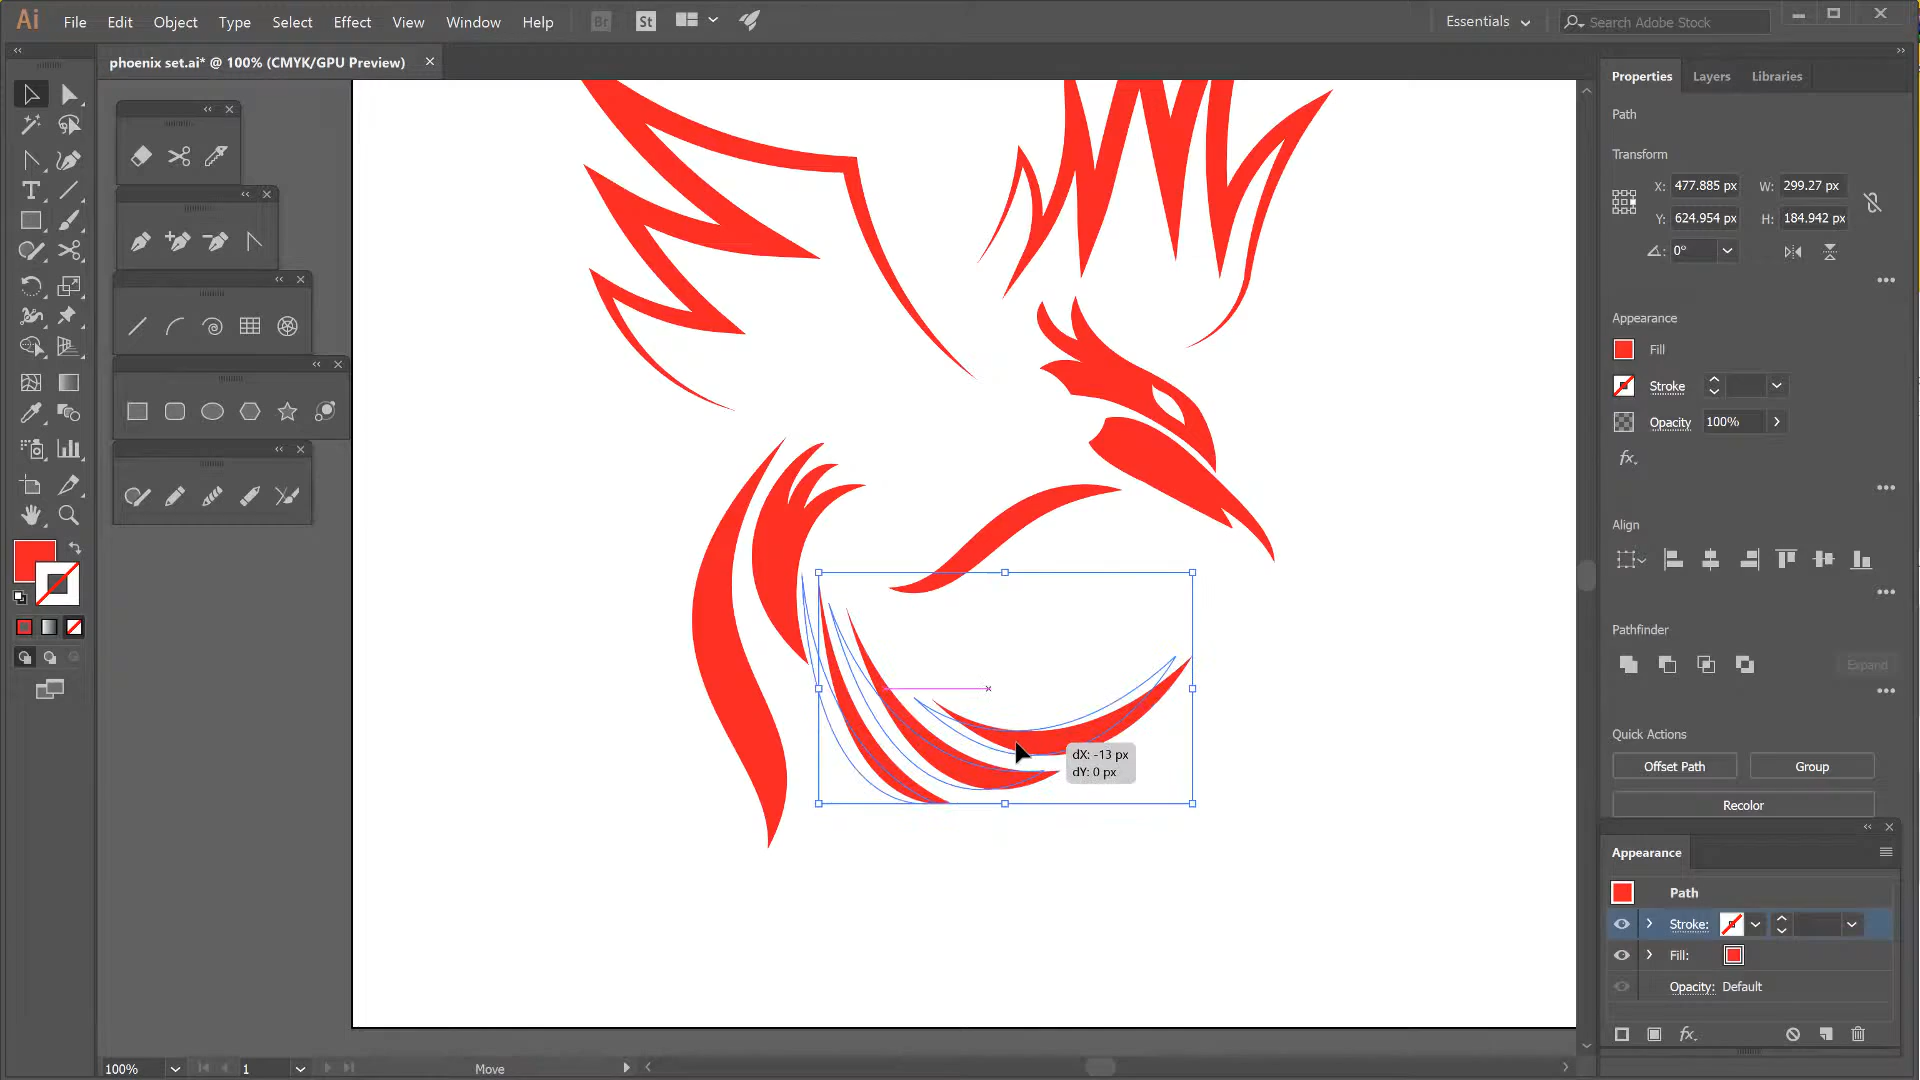 Ai File Edit Object Select Effect View Window Help Br St Essentials Search Adobe Stock
phoenix set.ai* @ 100% (CMYK/GPU Preview)
Properties Layers Libraries
Path
Transform
X: 477.885 px W: 299.27 px
Y: 624.954 px H: 184.942 px
0°
Appearance
Fill
Stroke
Opacity 100%
fx
Align
Pathfinder
Expand
Quick Actions
Offset Path Group
Recolor
dX: -13 px
dY: 0 px
Appearance
Path
Stroke:
Fill:
Opacity: Default
fx
100% 1 Move